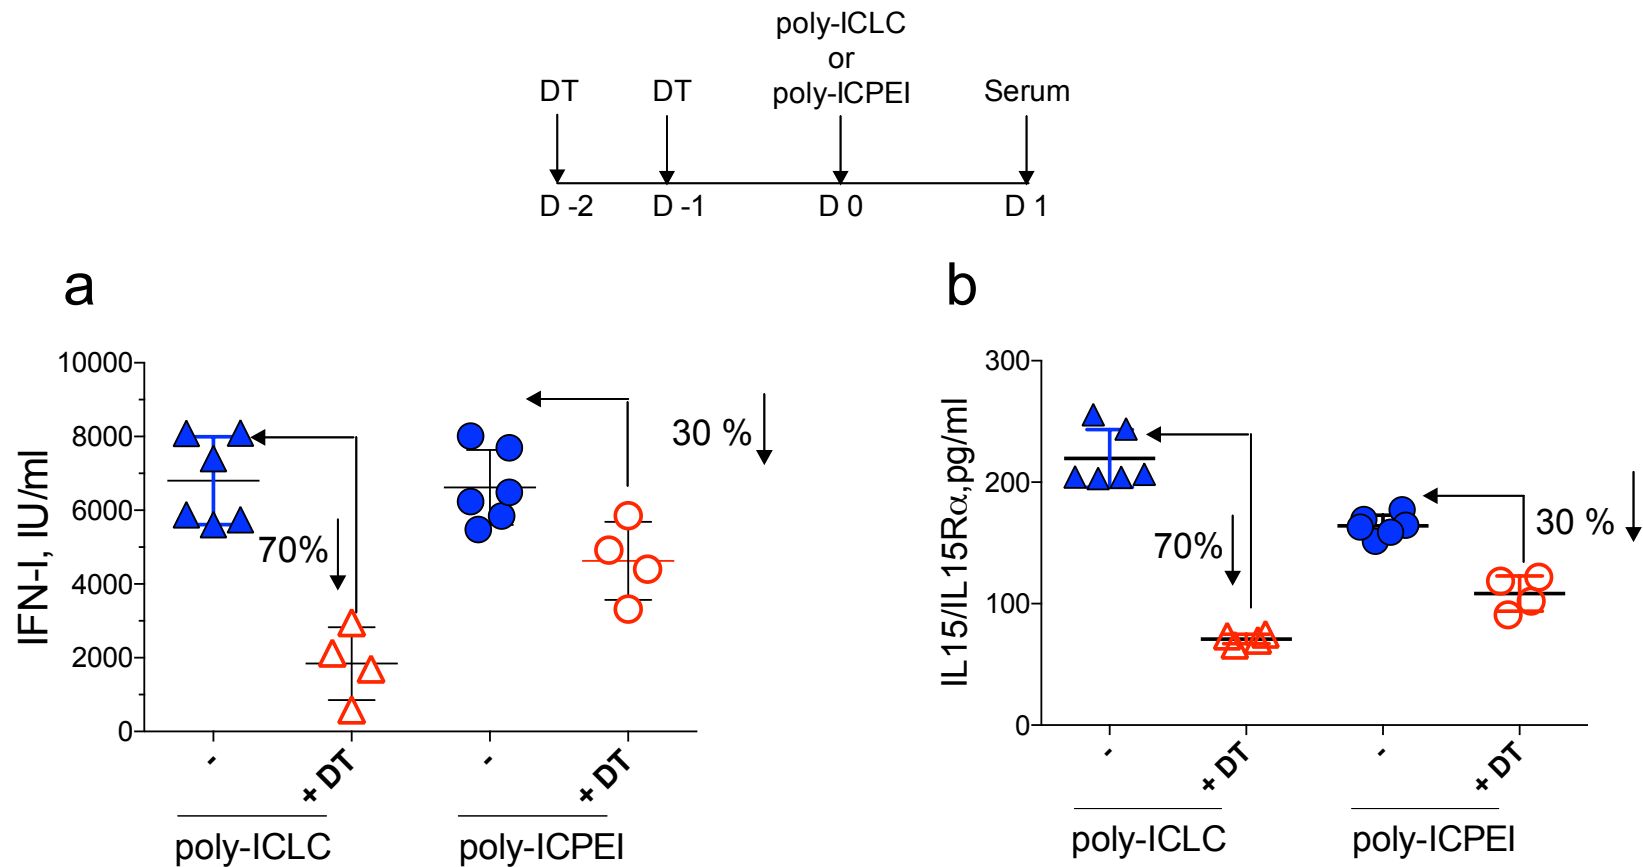 poly-ICLC
or
DT DT poly-ICPEI Serum
D -2 D -1 D 0 D 1
a
IFN-I, IU/ml
10000
8000
6000
4000
2000
0
70%
30 %
- + DT - + DT
poly-ICLC poly-ICPEI
b
IL15/IL15Rα,pg/ml
300
200
100
0
70%
30 %
- + DT - + DT
poly-ICLC poly-ICPEI